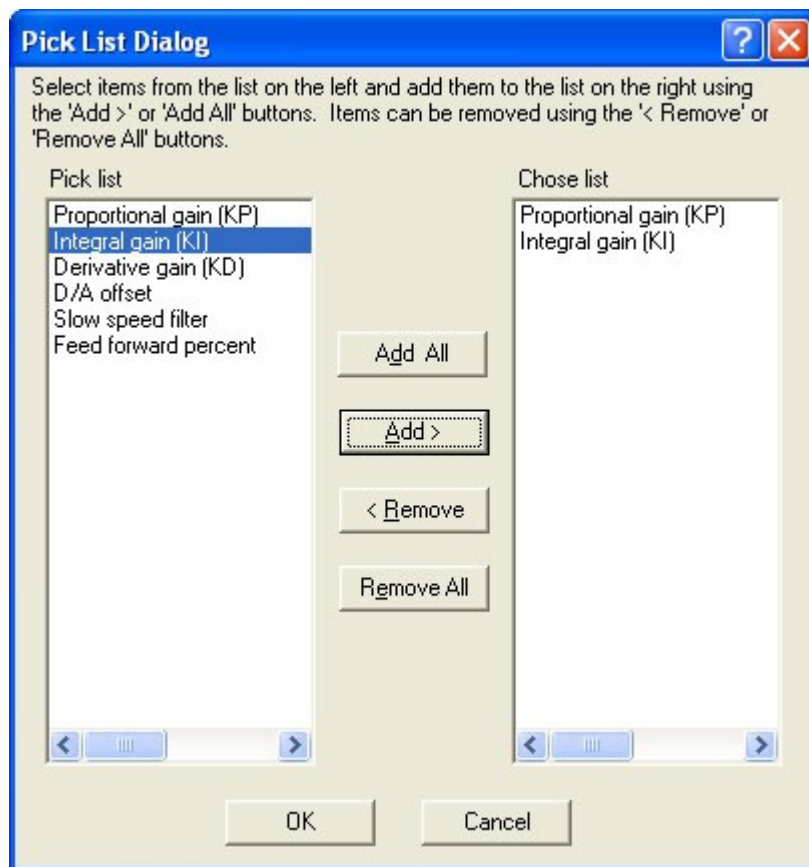 Pick List Dialog
Select items from the list on the left and add them to the list on the right using
the 'Add >' or 'Add All' buttons. Items can be removed using the '< Remove' or
'Remove All' buttons.
Pick list
Proportional gain (KP)
Integral gain (KI)
Derivative gain (KD)
D/A offset
Slow speed filter
Feed forward percent
Add All
Add >
< Remove
Remove All
Chose list
Proportional gain (KP)
Integral gain (KI)
OK
Cancel